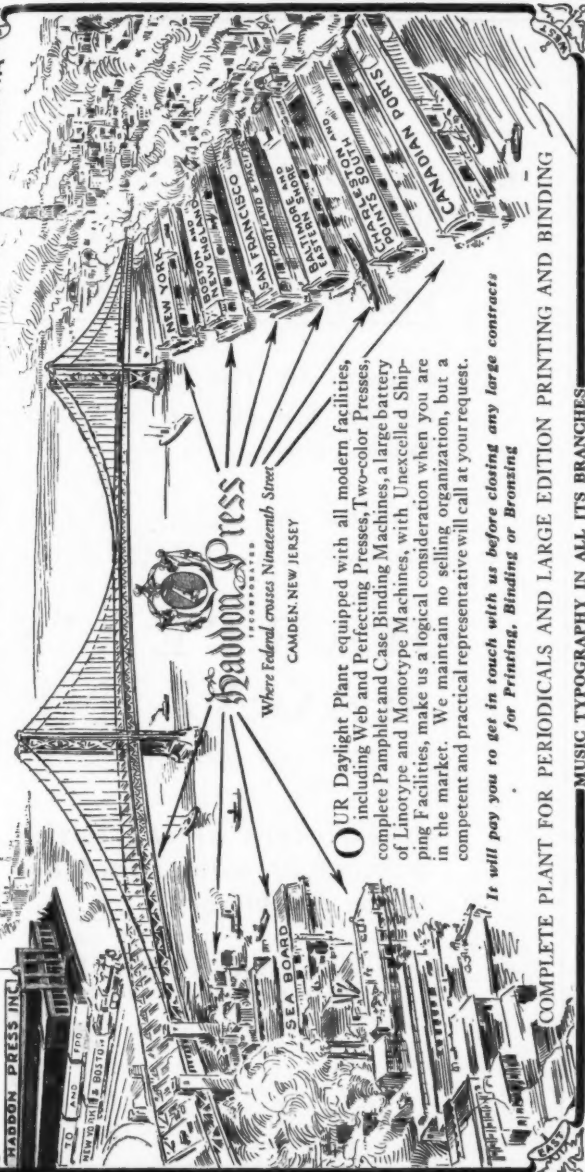 HADDON PRESS INC
TO AND FRO
NEW YORK & BOSTON
WEST
NEW YORK
BOSTON AND
NEW ENGLAND
SAN FRANCISCO
PORTLAND & PACIFIC
BALTIMORE AND
EASTERN SHORE
CHARLESTON AND
POINTS SOUTH
CANADIAN PORTS
Haddon Press
INCORPORATED
Where Federal crosses Nineteenth Street
CAMDEN, NEW JERSEY
SEA BOARD
OUR Daylight Plant equipped with all modern facilities,
including Web and Perfecting Presses, Two-color Presses,
complete Pamphlet and Case Binding Machines, a large battery
of Linotype and Monotype Machines, with Unexcelled Ship-
ping Facilities, make us a logical consideration when you are
in the market. We maintain no selling organization, but a
competent and practical representative will call at your request.
It will pay you to get in touch with us before closing any large contracts
for Printing, Binding or Bronzing
COMPLETE PLANT FOR PERIODICALS AND LARGE EDITION PRINTING AND BINDING
EAST
MUSIC TYPOGRAPHY IN ALL ITS BRANCHES